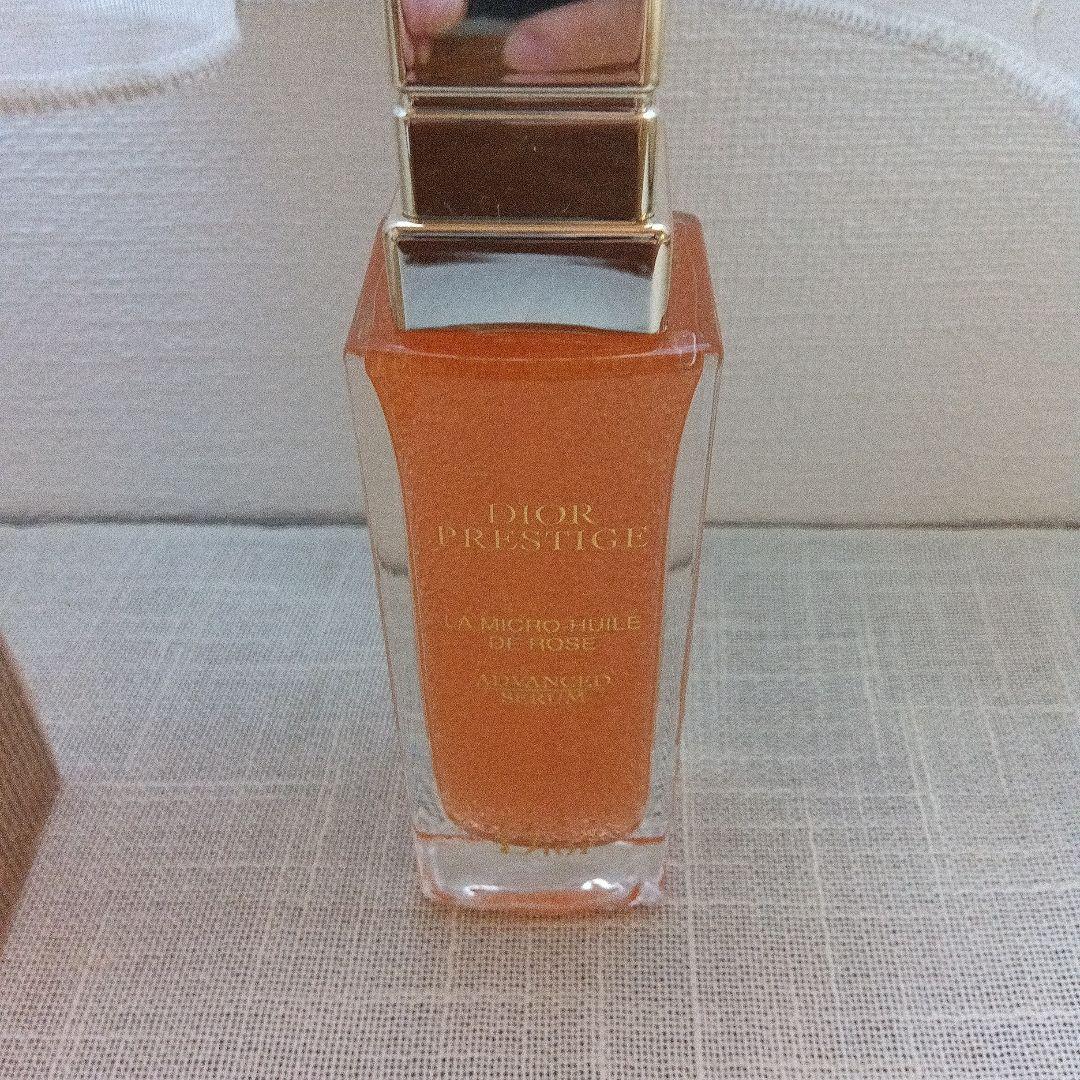 DIOR
PRESTIGE
LA MICRO-HUILE
DE ROSE
ADVANCED
SERUM